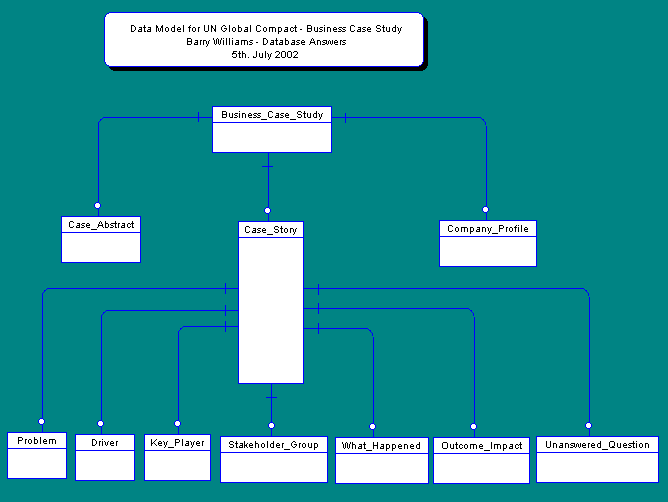 Data Model for UN Global Compact - Business Case Study
Barry Williams - Database Answers
5th. July 2002
Business_Case_Study
Case_Abstract
Case_Story
Company_Profile
Problem
Driver
Key_Player
Stakeholder_Group
What_Happened
Outcome_Impact
Unanswered_Question